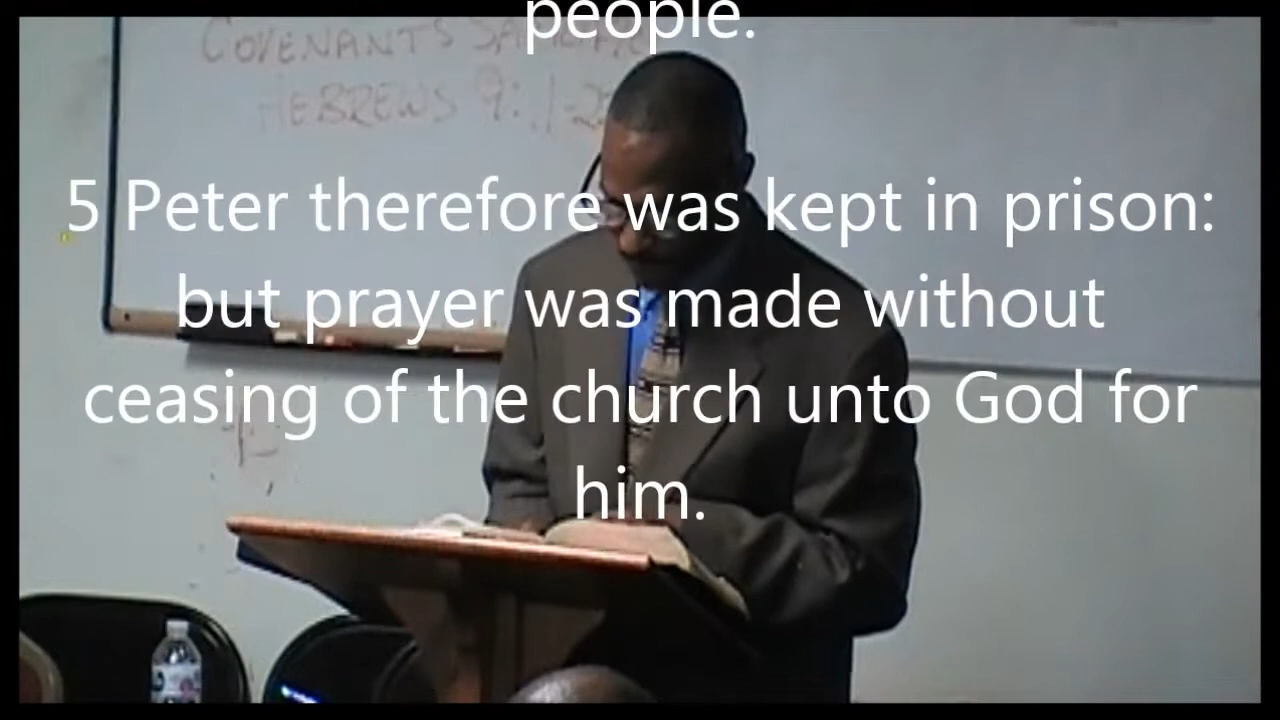 people.
COVENANTS
HEBREWS 9:1-2
5 Peter therefore was kept in prison:
but prayer was made without
ceasing of the church unto God for
him.